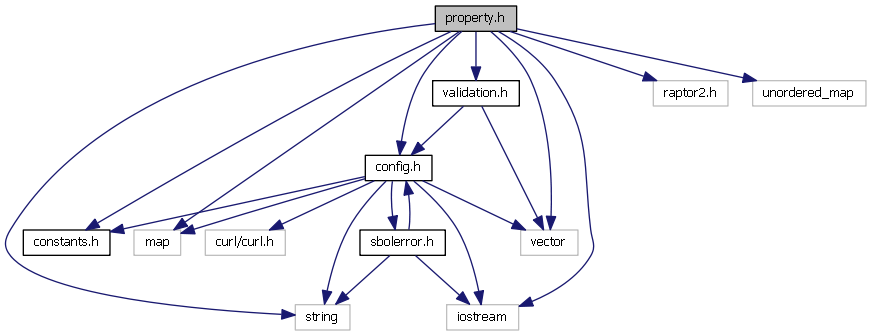 property.h
validation.h
raptor2.h
unordered_map
config.h
constants.h
map
curl/curl.h
sbolerror.h
vector
string
iostream